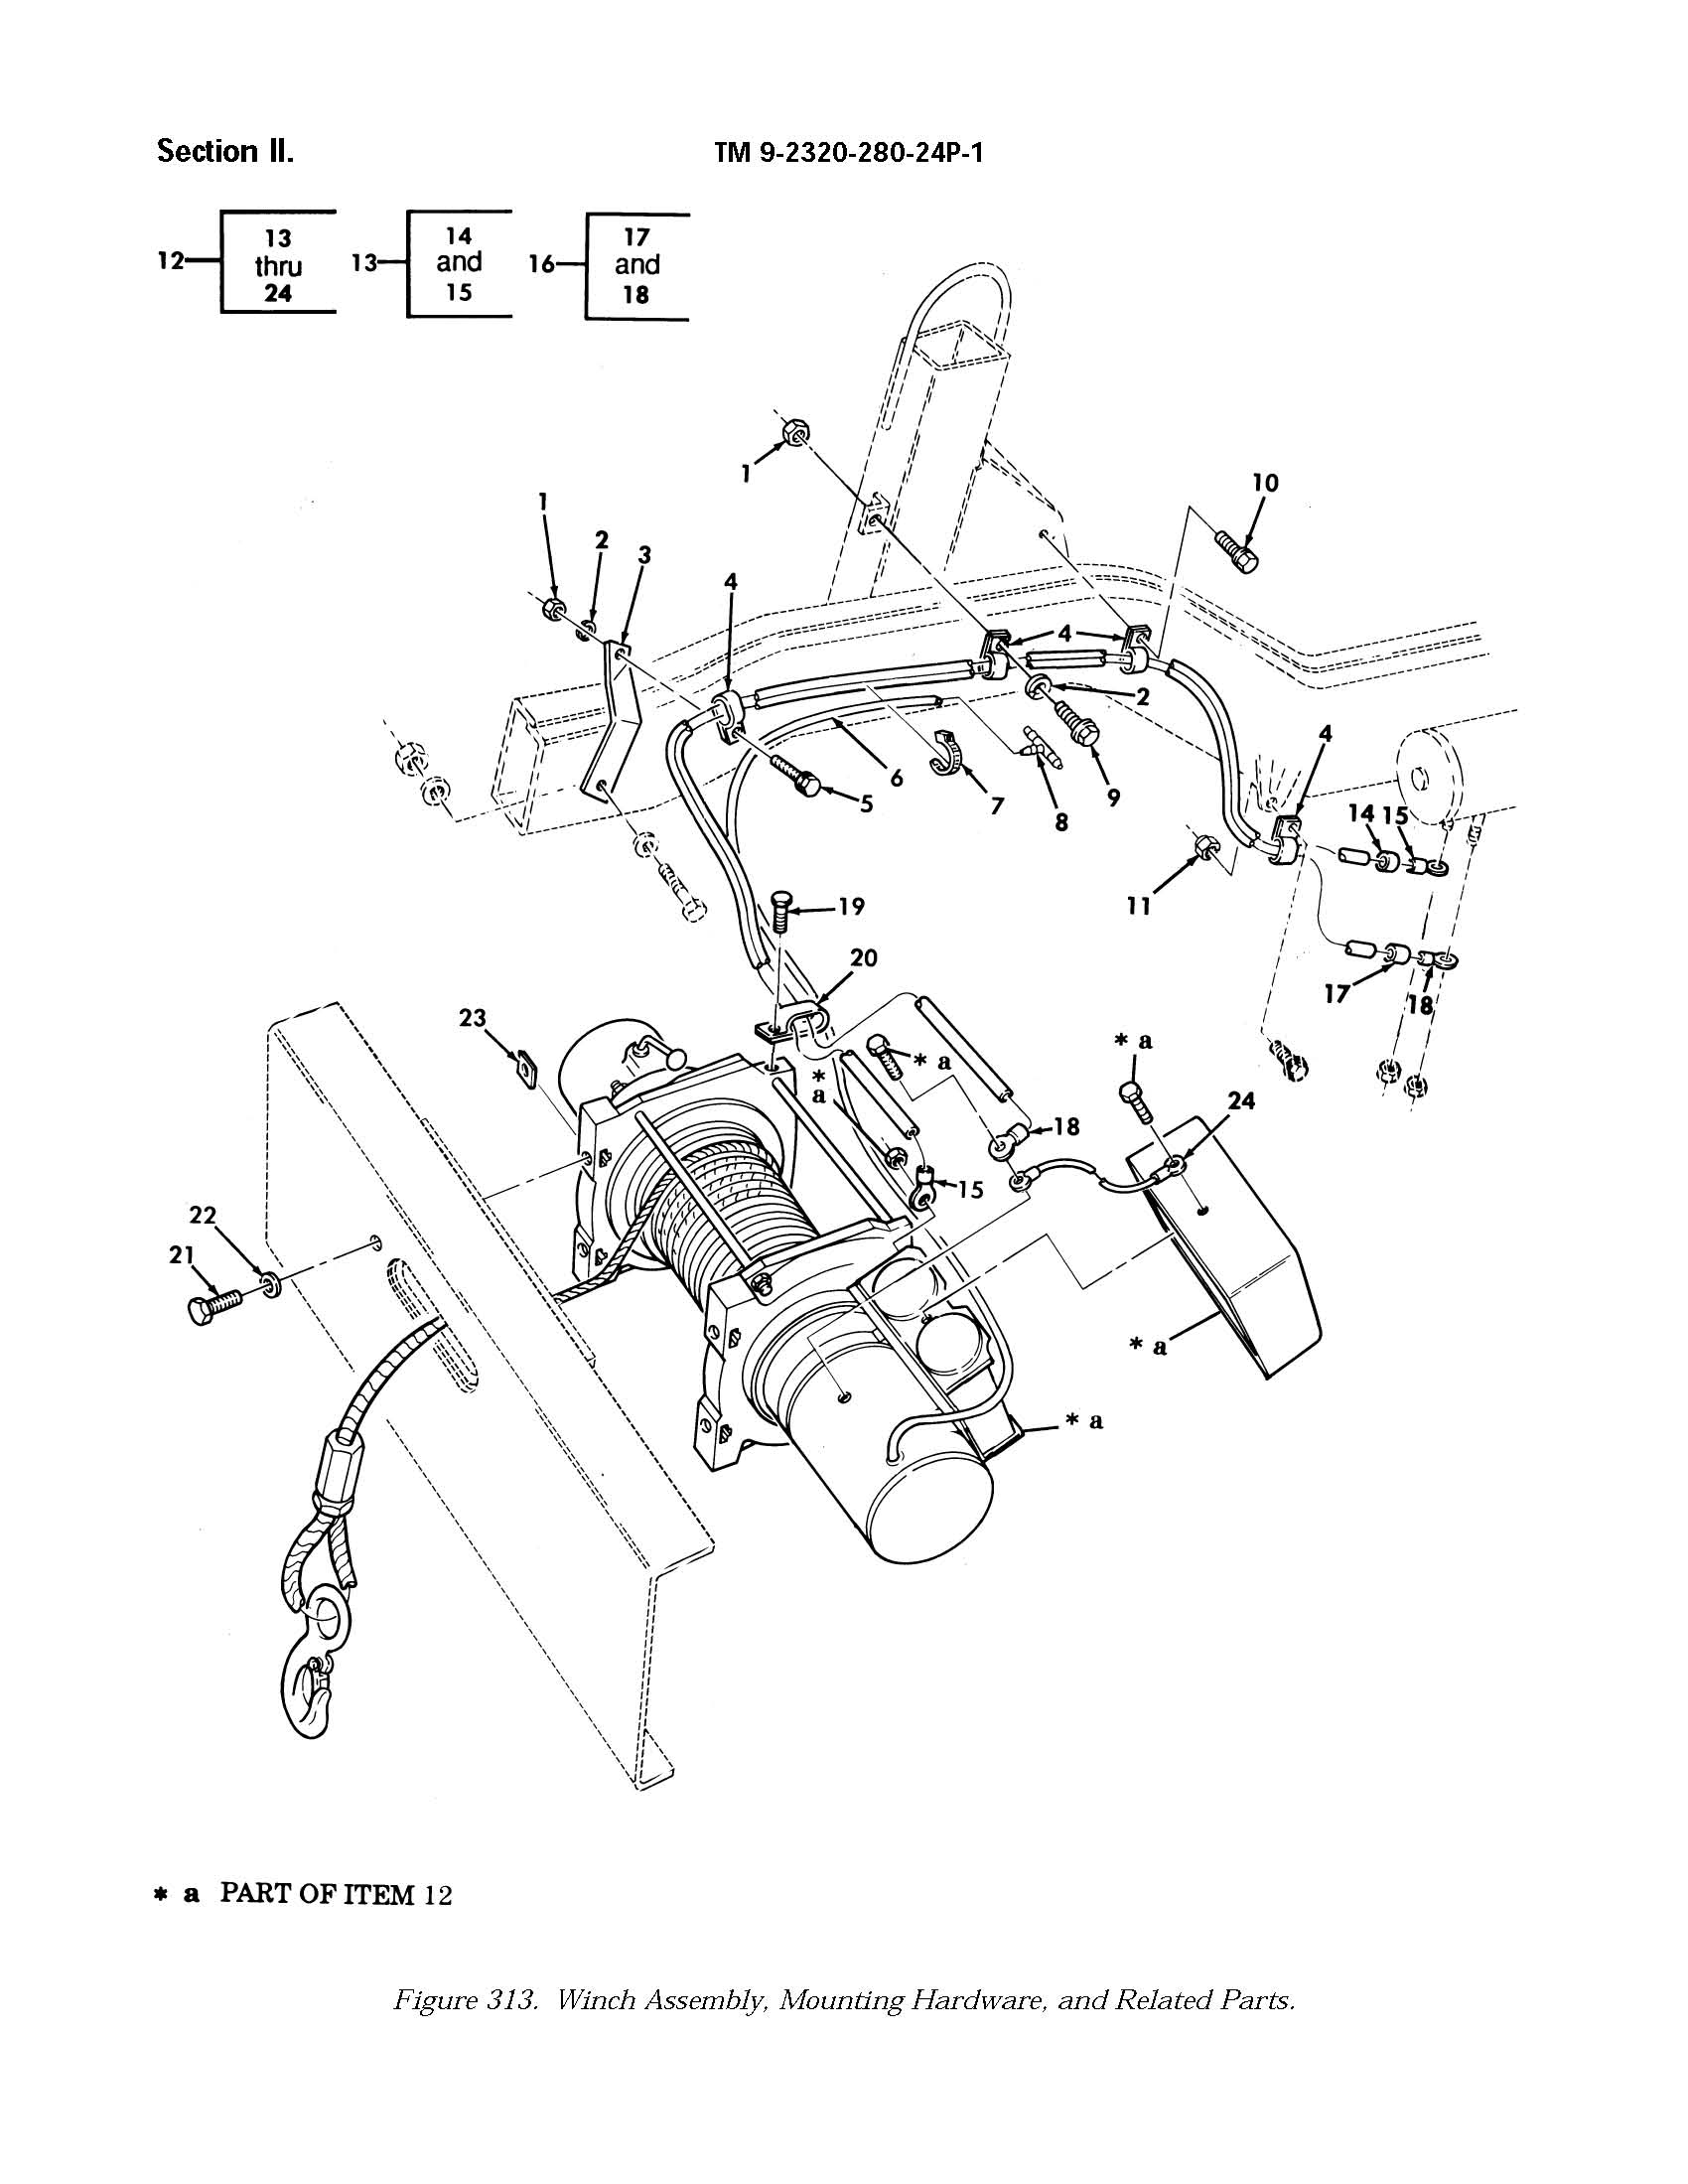 Section II.
TM 9-2320-280-24P-1
12
13
thru
24
13
14
and
15
16
17
and
18
1
10
1
2
3
4
4
2
4
6
5
7
8
9
14 15
11
19
20
17
18
23
* a
* a
* a
24
18
15
22
21
* a
* a
* a PART OF ITEM 12
Figure 313. Winch Assembly, Mounting Hardware, and Related Parts.